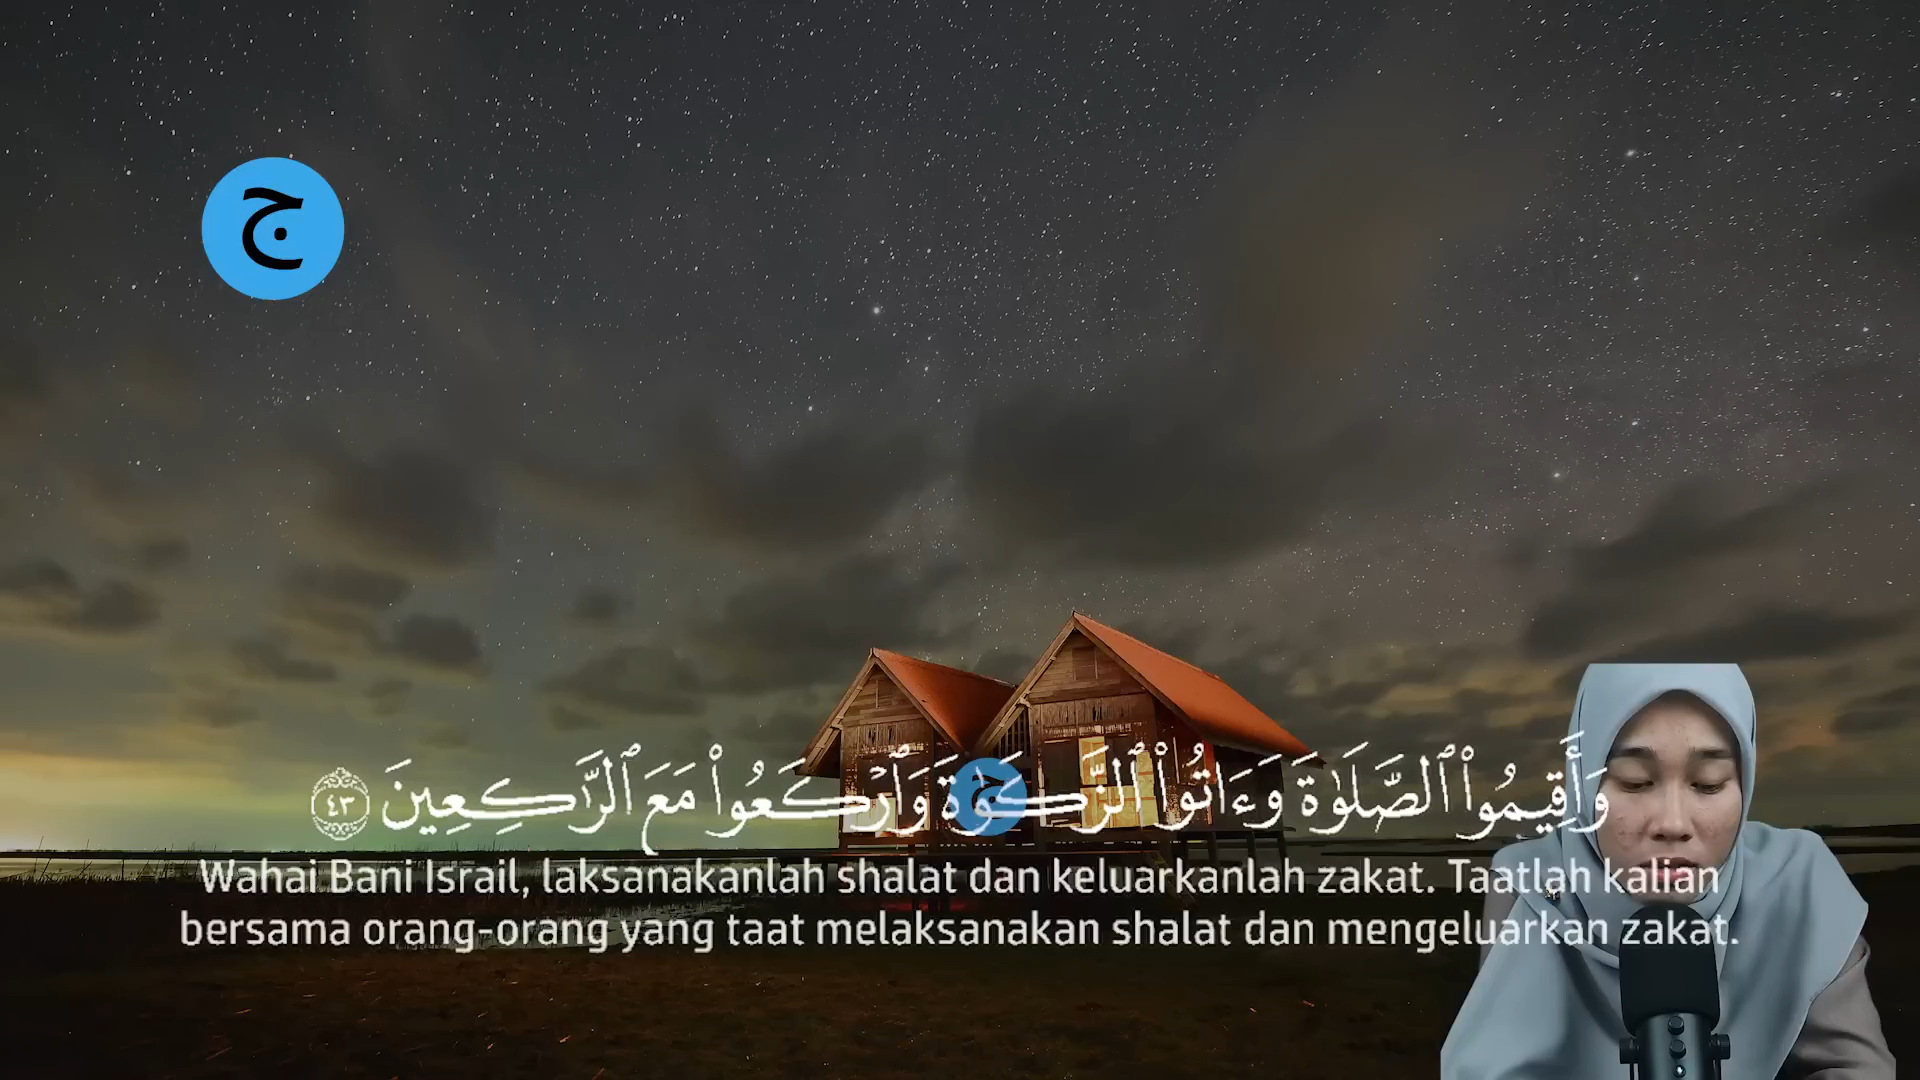 ج
وَأَقِيمُوا۟ ٱلصَّلَوٰةَ وَءَاتُوا۟ ٱلزَّكَوٰةَ وَٱرْكَعُوا۟ مَعَ ٱلرَّٰكِعِينَ ٤٣
ج
Wahai Bani Israil, laksanakanlah shalat dan keluarkanlah zakat. Taatlah kalian
bersama orang-orang yang taat melaksanakan shalat dan mengeluarkan zakat.